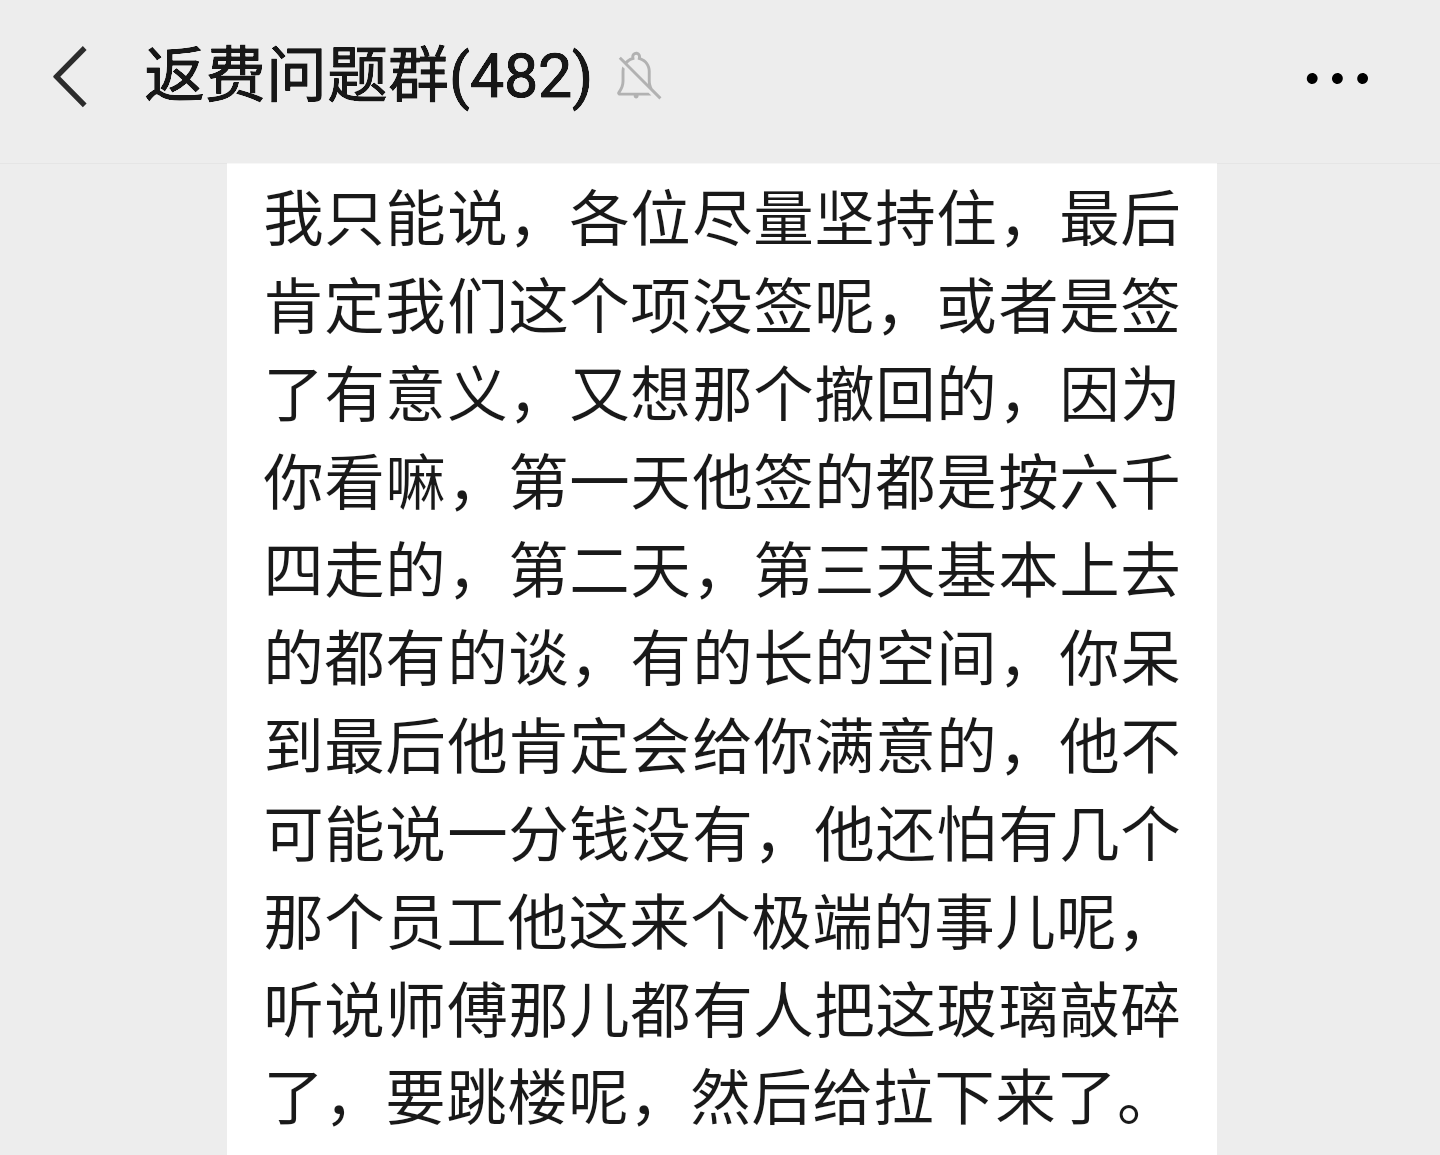 返费问题群(482)
我只能说，各位尽量坚持住，最后
肯定我们这个项没签呢，或者是签
了有意义，又想那个撤回的，因为
你看嘛，第一天他签的都是按六千
四走的，第二天，第三天基本上去
的都有的谈，有的长的空间，你呆
到最后他肯定会给你满意的，他不
可能说一分钱没有，他还怕有几个
那个员工他这来个极端的事儿呢，
听说师傅那儿都有人把这玻璃敲碎
了，要跳楼呢，然后给拉下来了。